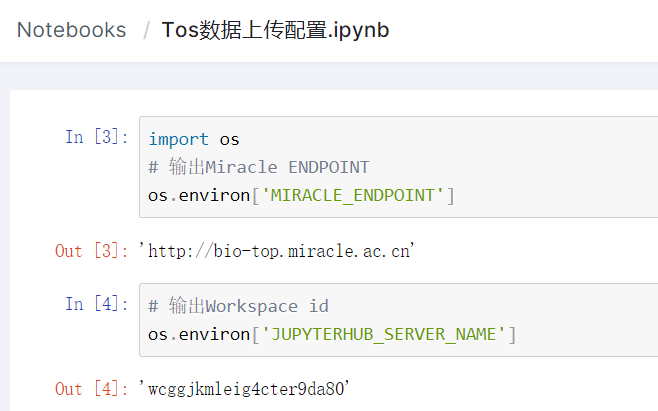 Notebooks / Tos数据上传配置.ipynb
In [3]: import os
# 输出Miracle ENDPOINT
os.environ['MIRACLE_ENDPOINT']
Out [3]: 'http://bio-top.miracle.ac.cn'
In [4]: # 输出Workspace id
os.environ['JUPYTERHUB_SERVER_NAME']
Out [4]: 'wcggjkmleig4cter9da80'